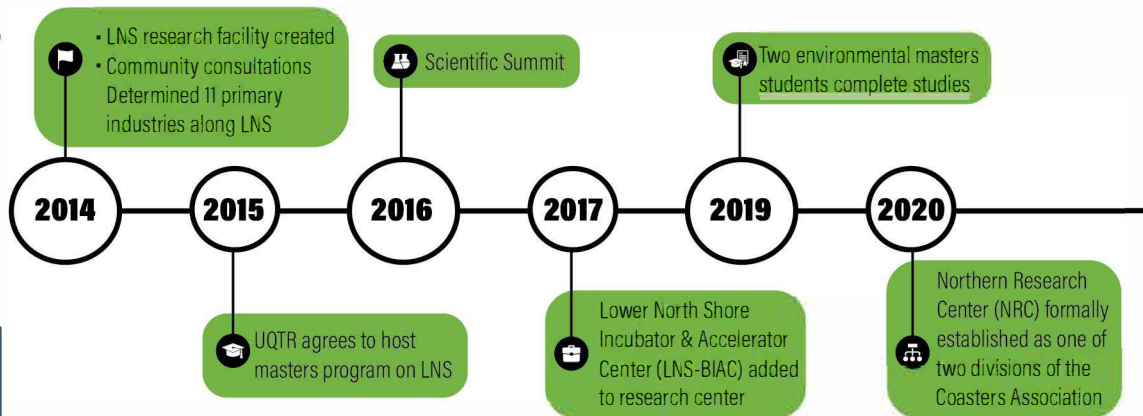 • LNS research facility created
• Community consultations
Determined 11 primary
industries along LNS
Scientific Summit
Two environmental masters
students complete studies
2014
2015
2016
2017
2019
2020
UQTR agrees to host
masters program on LNS
Lower North Shore
Incubator & Accelerator
Center (LNS-BIAC) added
to research center
Northern Research
Center (NRC) formally
established as one of
two divisions of the
Coasters Association